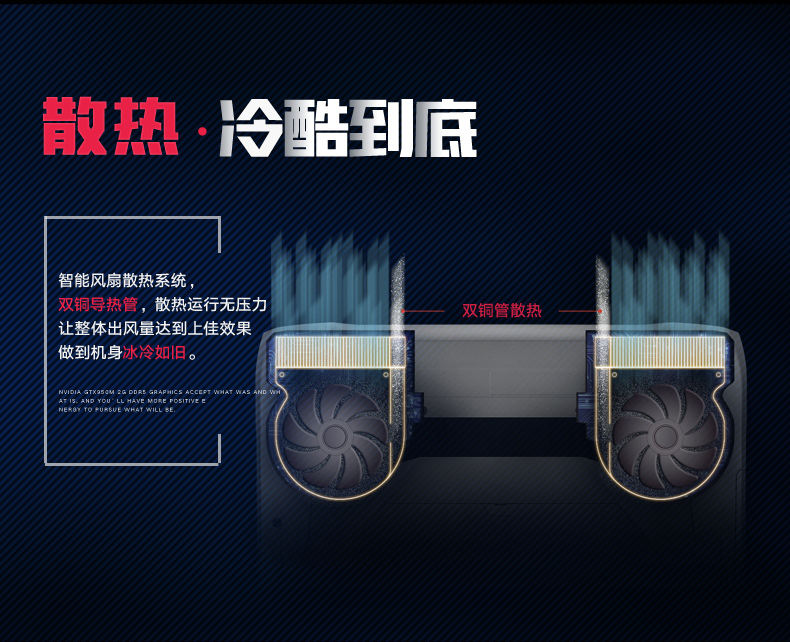 散热·冷酷到底
智能风扇散热系统，
双铜导热管，散热运行无压力
让整体出风量达到上佳效果
做到机身冰冷如旧。
双铜管散热
NVIDIA GTX950M 2G DDR5 GRAPHICS ACCEPT WHAT WAS AND WH
AT IS, AND YOU`LL HAVE MORE POSITIVE E
NERGY TO PURSUE WHAT WILL BE.